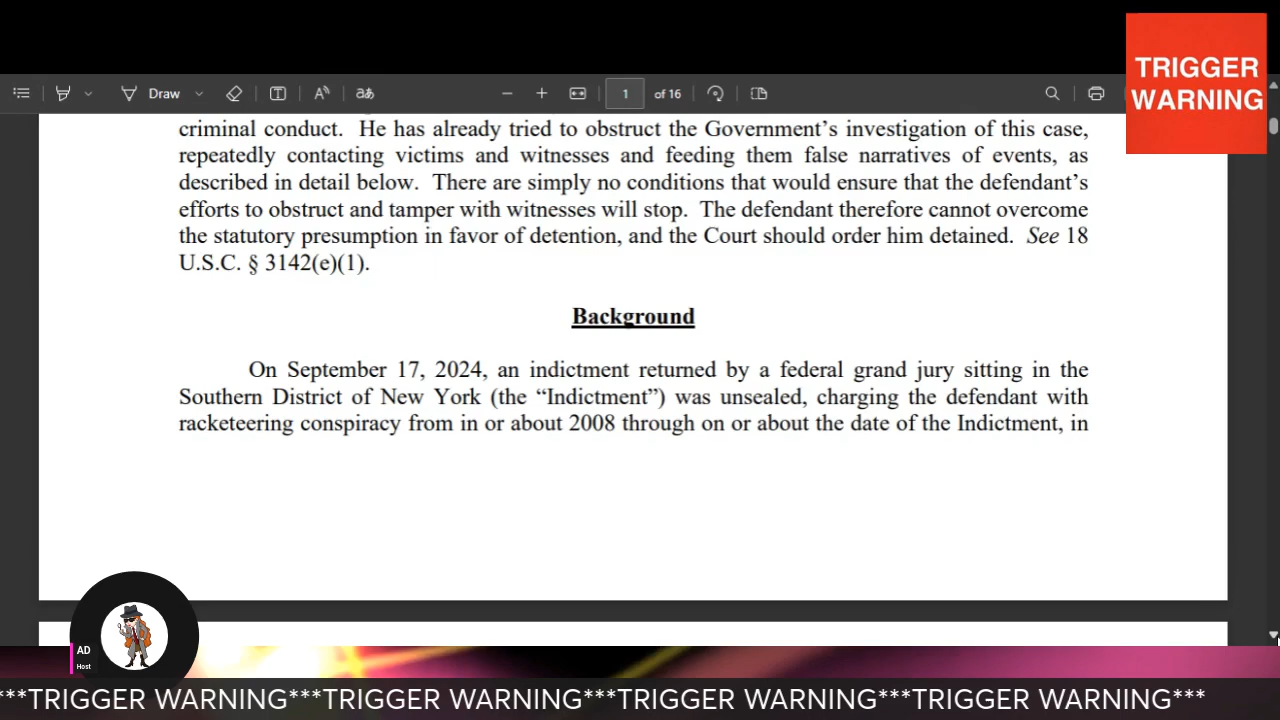 TRIGGER
WARNING
Draw
1 of 16
criminal conduct. He has already tried to obstruct the Government’s investigation of this case,
repeatedly contacting victims and witnesses and feeding them false narratives of events, as
described in detail below. There are simply no conditions that would ensure that the defendant’s
efforts to obstruct and tamper with witnesses will stop. The defendant therefore cannot overcome
the statutory presumption in favor of detention, and the Court should order him detained. See 18
U.S.C. § 3142(e)(1).
Background
On September 17, 2024, an indictment returned by a federal grand jury sitting in the
Southern District of New York (the “Indictment”) was unsealed, charging the defendant with
racketeering conspiracy from in or about 2008 through on or about the date of the Indictment, in
AD
Host
***TRIGGER WARNING***TRIGGER WARNING***TRIGGER WARNING***TRIGGER WARNING***